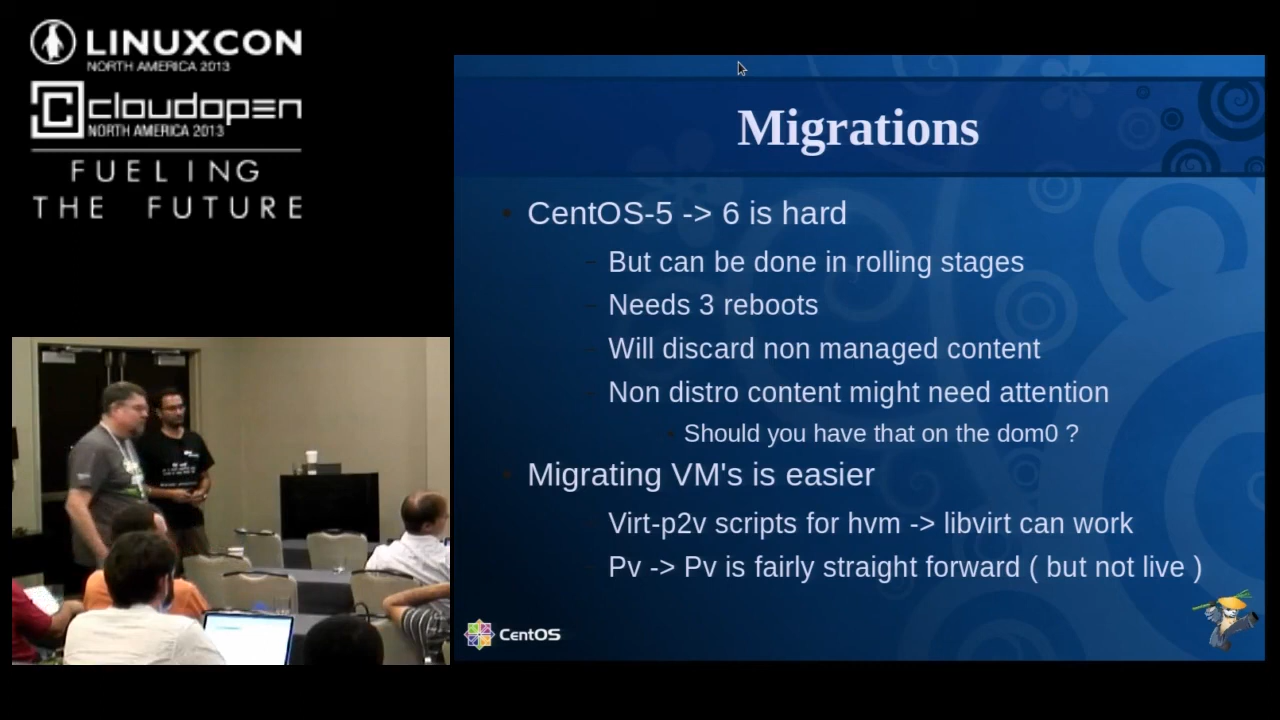 LINUXCON
NORTH AMERICA 2013
cloudopen
NORTH AMERICA 2013
FUELING
THE FUTURE
Migrations
CentOS-5 -> 6 is hard
But can be done in rolling stages
Needs 3 reboots
Will discard non managed content
Non distro content might need attention
Should you have that on the dom0 ?
Migrating VM's is easier
Virt-p2v scripts for hvm -> libvirt can work
Pv -> Pv is fairly straight forward ( but not live )
CentOS